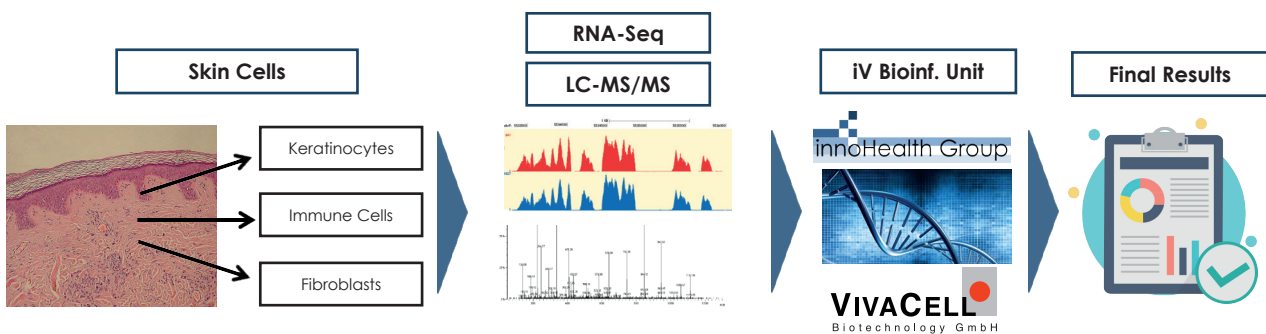 Skin Cells
Keratinocytes
Immune Cells
Fibroblasts
RNA-Seq
LC-MS/MS
iV Bioinf. Unit
innoHealth Group
VIVACELL
Biotechnology GmbH
Final Results